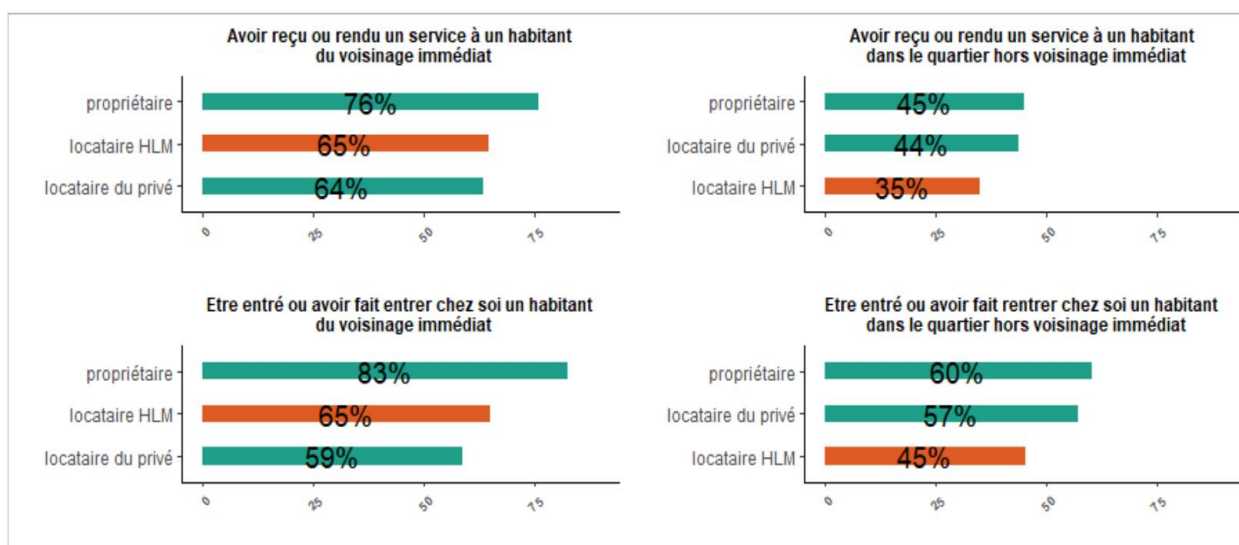 Avoir reçu ou rendu un service à un habitant
du voisinage immédiat
propriétaire
76%
locataire HLM
65%
locataire du privé
64%
0
25
50
75
Avoir reçu ou rendu un service à un habitant
dans le quartier hors voisinage immédiat
propriétaire
45%
locataire du privé
44%
locataire HLM
35%
0
25
50
75
Etre entré ou avoir fait entrer chez soi un habitant
du voisinage immédiat
propriétaire
83%
locataire HLM
65%
locataire du privé
59%
0
25
50
75
Etre entré ou avoir fait rentrer chez soi un habitant
dans le quartier hors voisinage immédiat
propriétaire
60%
locataire du privé
57%
locataire HLM
45%
0
25
50
75